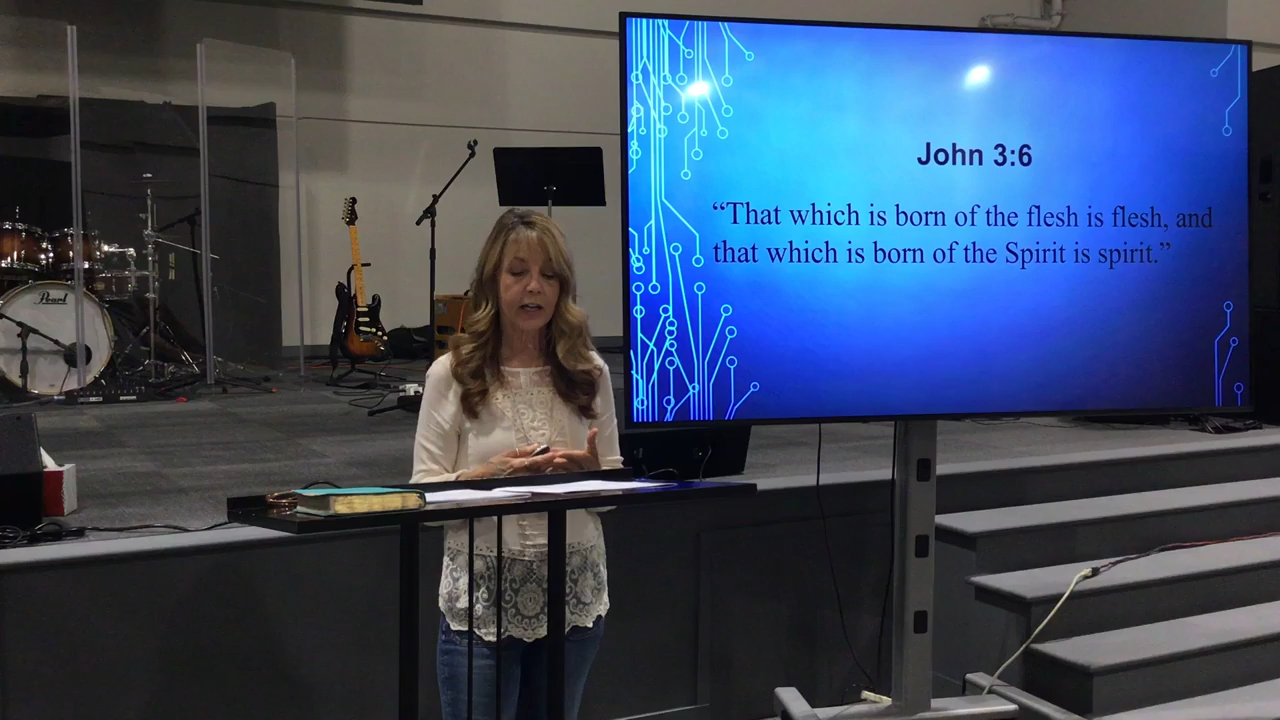 John 3:6
“That which is born of the flesh is flesh, and
that which is born of the Spirit is spirit.”
Pearl